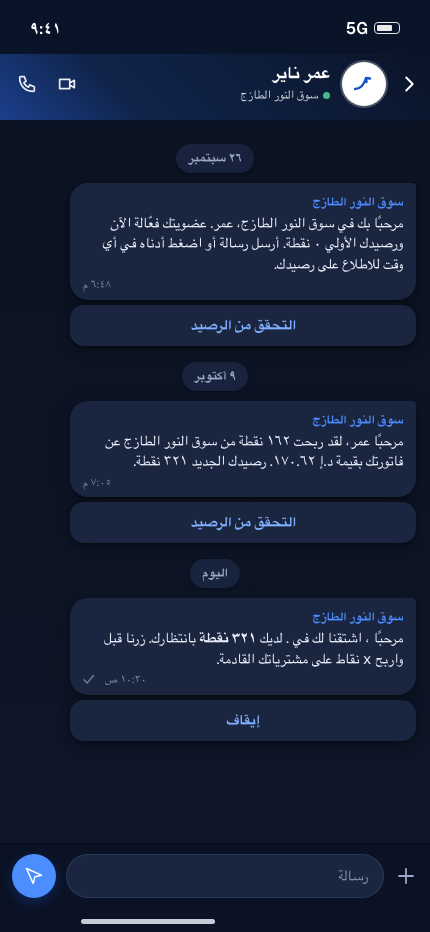 ٩:٤١
5G
عمر ناير
سوق النور الطازج
٢٦ سبتمبر
سوق النور الطازج
مرحبًا بك في سوق النور الطازج، عمر. عضويتك فعّالة الآن
ورصيدك الأولي ٠ نقطة. أرسل رسالة أو اضغط أدناه في أي
وقت للاطلاع على رصيدك.
٦:٤٨ م
التحقق من الرصيد
٩ أكتوبر
سوق النور الطازج
مرحبًا عمر، لقد ربحت ١٦٢ نقطة من سوق النور الطازج عن
فاتورتك بقيمة د.إ ١٧٠.٦٢. رصيدك الجديد ٣٢١ نقطة.
٧:٠٥ م
التحقق من الرصيد
اليوم
سوق النور الطازج
مرحبًا ، اشتقنا لك في . لديك ٣٢١ نقطة بانتظارك. زرنا قبل
واربح x نقاط على مشترياتك القادمة.
١٠:٣٠ ص
إيقاف
رسالة